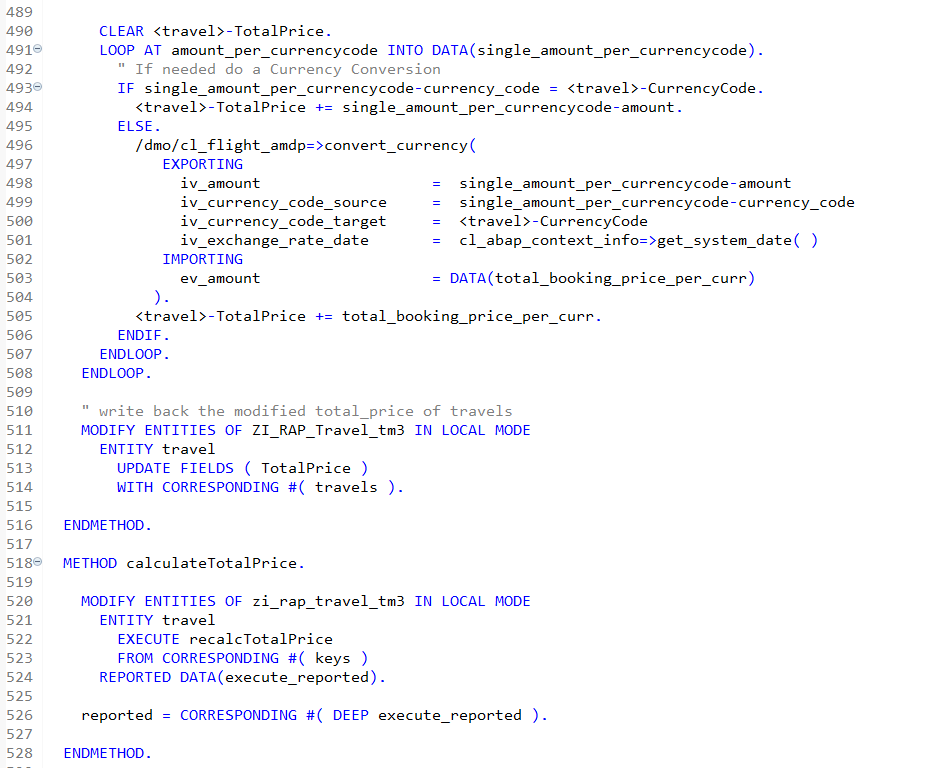 489
490 CLEAR <travel>-TotalPrice.
491 LOOP AT amount_per_currencycode INTO DATA(single_amount_per_currencycode).
492 " If needed do a Currency Conversion
493 IF single_amount_per_currencycode-currency_code = <travel>-CurrencyCode.
494 <travel>-TotalPrice += single_amount_per_currencycode-amount.
495 ELSE.
496 /dmo/cl_flight_amdp=>convert_currency(
497 EXPORTING
498 iv_amount = single_amount_per_currencycode-amount
499 iv_currency_code_source = single_amount_per_currencycode-currency_code
500 iv_currency_code_target = <travel>-CurrencyCode
501 iv_exchange_rate_date = cl_abap_context_info=>get_system_date( )
502 IMPORTING
503 ev_amount = DATA(total_booking_price_per_curr)
504 ).
505 <travel>-TotalPrice += total_booking_price_per_curr.
506 ENDIF.
507 ENDLOOP.
508 ENDLOOP.
509
510 " write back the modified total_price of travels
511 MODIFY ENTITIES OF ZI_RAP_Travel_tm3 IN LOCAL MODE
512 ENTITY travel
513 UPDATE FIELDS ( TotalPrice )
514 WITH CORRESPONDING #( travels ).
515
516 ENDMETHOD.
517
518 METHOD calculateTotalPrice.
519
520 MODIFY ENTITIES OF zi_rap_travel_tm3 IN LOCAL MODE
521 ENTITY travel
522 EXECUTE recalcTotalPrice
523 FROM CORRESPONDING #( keys )
524 REPORTED DATA(execute_reported).
525
526 reported = CORRESPONDING #( DEEP execute_reported ).
527
528 ENDMETHOD.